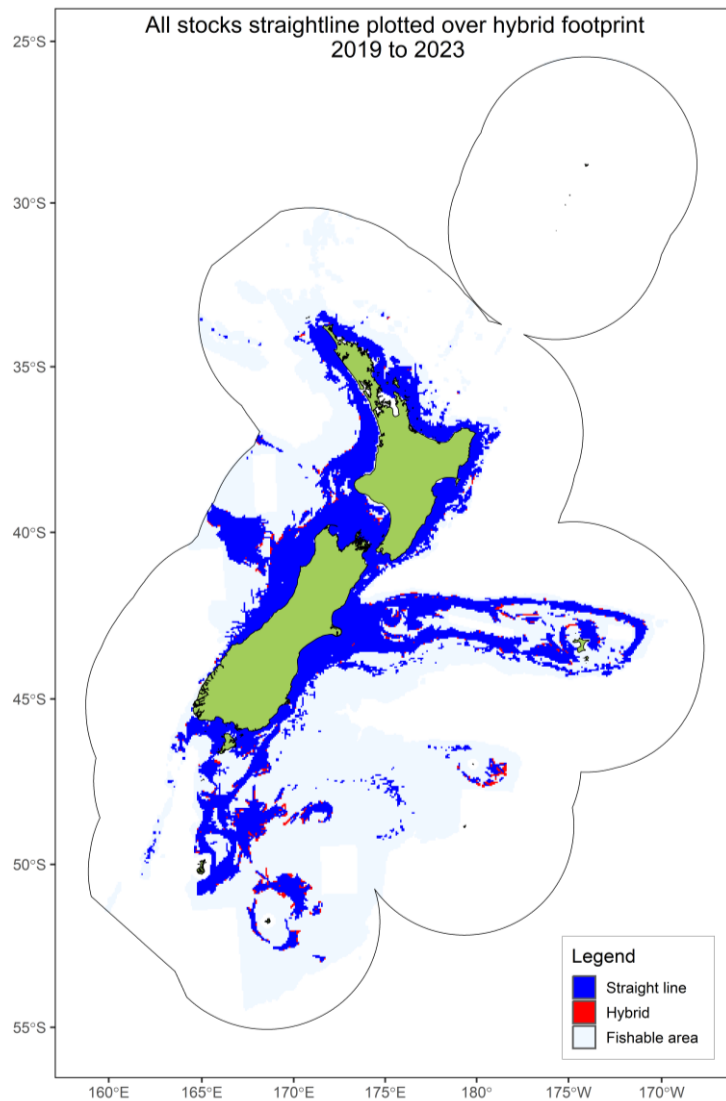 All stocks straightline plotted over hybrid footprint
2019 to 2023
25°S
30°S
35°S
40°S
45°S
50°S
55°S
Legend
Straight line
Hybrid
Fishable area
160°E
165°E
170°E
175°E
180°
175°W
170°W